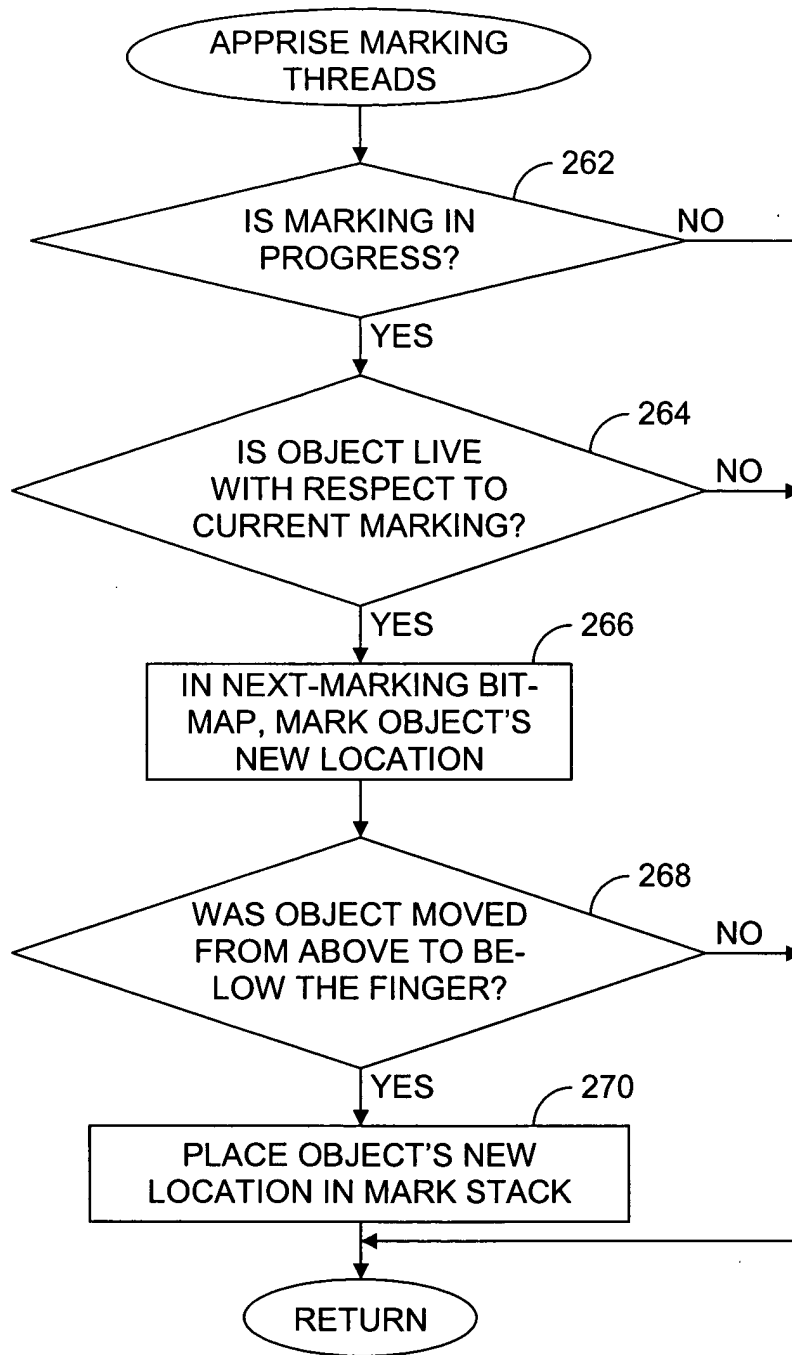 APPRISE MARKING
THREADS
262
IS MARKING IN
PROGRESS?
NO
YES
264
IS OBJECT LIVE
WITH RESPECT TO
CURRENT MARKING?
NO
YES
266
IN NEXT-MARKING BIT-
MAP, MARK OBJECT'S
NEW LOCATION
268
WAS OBJECT MOVED
FROM ABOVE TO BE-
LOW THE FINGER?
NO
YES
270
PLACE OBJECT'S NEW
LOCATION IN MARK STACK
RETURN